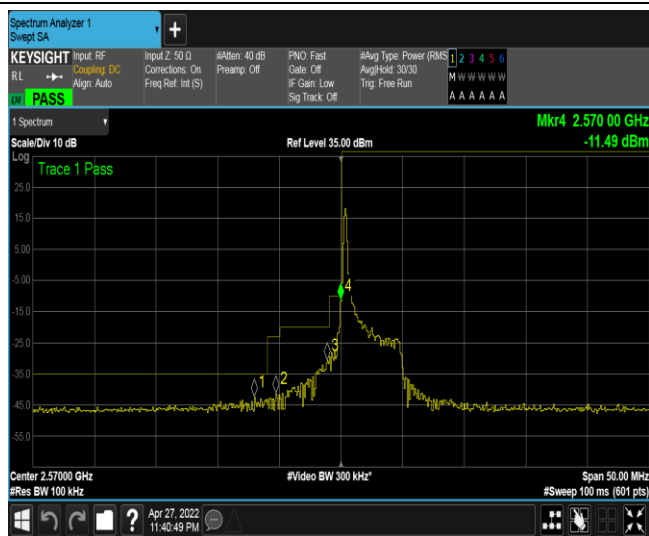 Spectrum Analyzer 1
Swept SA
KEYSIGHT
RL
PASS
Input: RF
Coupling: DC
Align: Auto
Input Z: 50 Ω
Corrections: On
Freq Ref: Int (S)
#Atten: 40 dB
Preamp: Off
PNO: Fast
Gate: Off
IF Gain: Low
Sig Track: Off
#Avg Type: Power (RMS
Avg|Hold: 30/30
Trig: Free Run
1 2 3 4 5 6
M W W W W W
A A A A A A
1 Spectrum
Scale/Div 10 dB
Ref Level 35.00 dBm
Mkr4 2.570 00 GHz
-11.49 dBm
Log
Trace 1 Pass
25.0
15.0
5.00
-5.00
-15.0
-25.0
-35.0
-45.0
-55.0
1
2
3
4
Center 2.57000 GHz
#Res BW 100 kHz
#Video BW 300 kHz*
Span 50.00 MHz
#Sweep 100 ms (601 pts)
?
Apr 27, 2022
11:40:49 PM